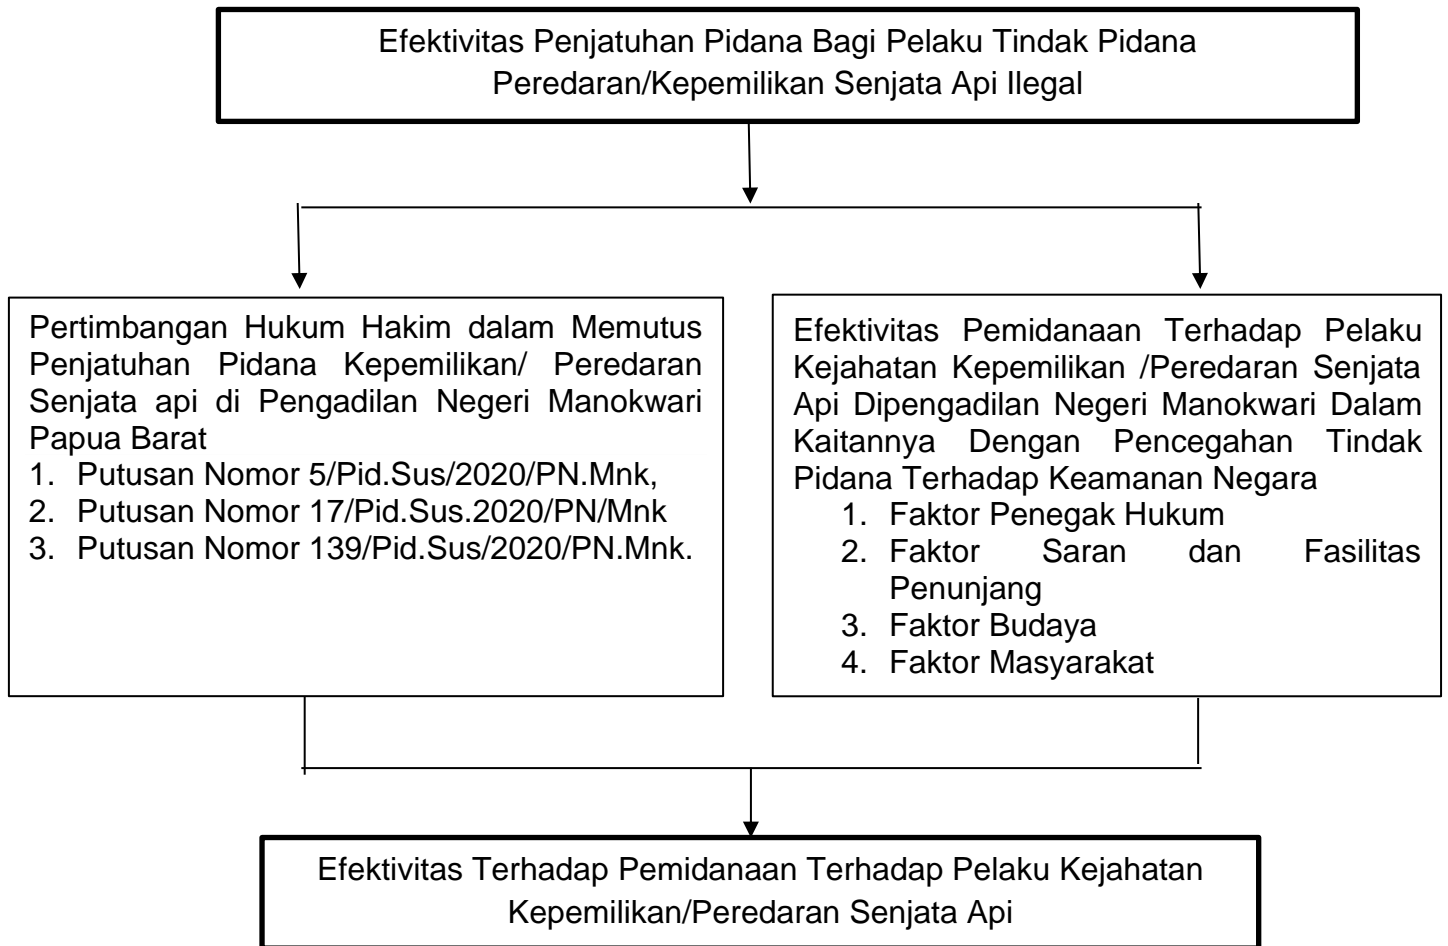 Efektivitas Penjatuhan Pidana Bagi Pelaku Tindak Pidana
Peredaran/Kepemilikan Senjata Api Ilegal
Pertimbangan Hukum Hakim dalam Memutus
Penjatuhan Pidana Kepemilikan/ Peredaran
Senjata api di Pengadilan Negeri Manokwari
Papua Barat
1. Putusan Nomor 5/Pid.Sus/2020/PN.Mnk,
2. Putusan Nomor 17/Pid.Sus.2020/PN/Mnk
3. Putusan Nomor 139/Pid.Sus/2020/PN.Mnk.
Efektivitas Pemidanaan Terhadap Pelaku
Kejahatan Kepemilikan /Peredaran Senjata
Api Dipengadilan Negeri Manokwari Dalam
Kaitannya Dengan Pencegahan Tindak
Pidana Terhadap Keamanan Negara
1. Faktor Penegak Hukum
2. Faktor Saran dan Fasilitas
Penunjang
3. Faktor Budaya
4. Faktor Masyarakat
Efektivitas Terhadap Pemidanaan Terhadap Pelaku Kejahatan
Kepemilikan/Peredaran Senjata Api